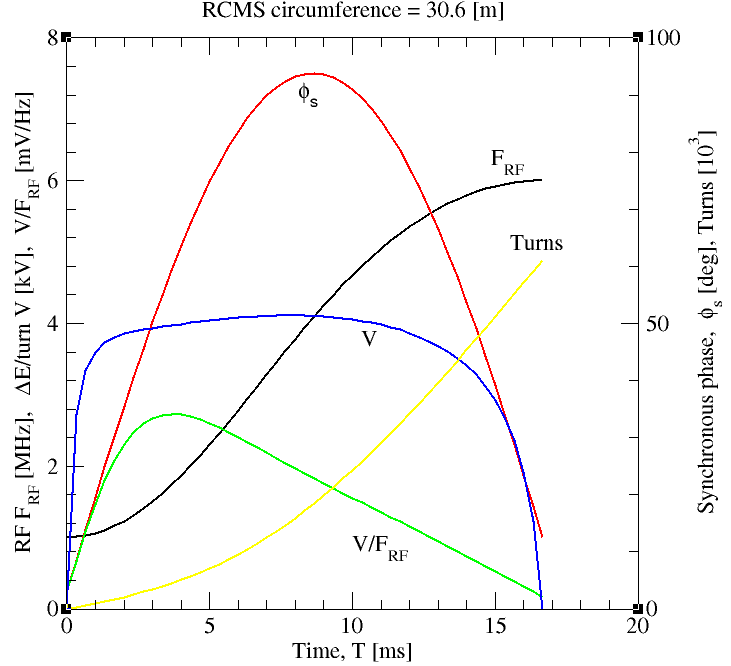 RCMS circumference = 30.6 [m]
RF F_RF [MHz], ΔE/turn V [kV], V/F_RF [mV/Hz]
8
6
4
2
0
100
50
0
Synchronous phase, ϕ_s [deg], Turns [10^3]
ϕ_s
F_RF
Turns
V
V/F_RF
0 5 10 15 20
Time, T [ms]